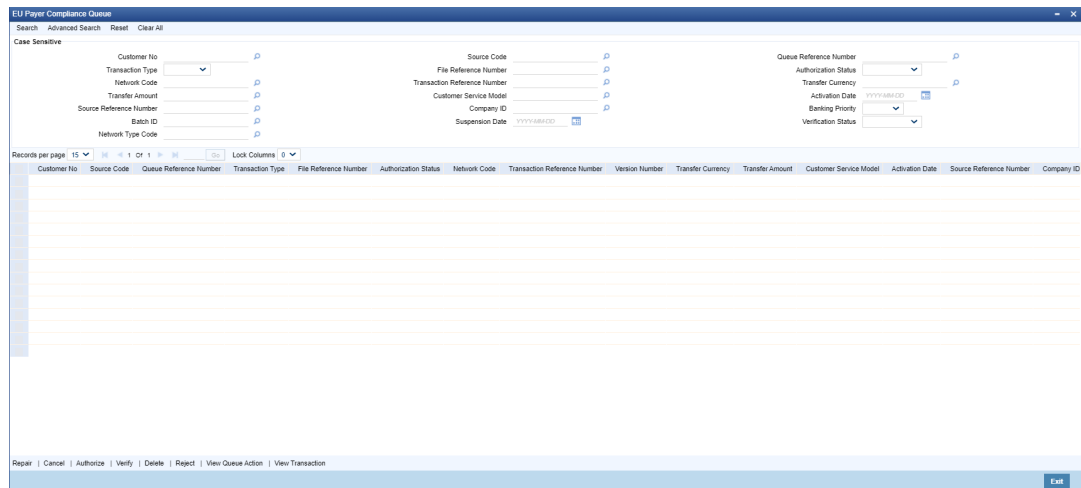 EU Payer Compliance Queue
Search Advanced Search Reset Clear All
Case Sensitive
Customer No Source Code Queue Reference Number
Transaction Type File Reference Number Authorization Status
Network Code Transaction Reference Number Transfer Currency
Transfer Amount Customer Service Model Activation Date YYYY-MM-DD
Source Reference Number Company ID Banking Priority
Batch ID Suspension Date YYYY-MM-DD Verification Status
Network Type Code
Records per page 15 1 Of 1 Go Lock Columns 0
Customer No Source Code Queue Reference Number Transaction Type File Reference Number Authorization Status Network Code Transaction Reference Number Version Number Transfer Currency Transfer Amount Customer Service Model Activation Date Source Reference Number Company ID
Repair | Cancel | Authorize | Verify | Delete | Reject | View Queue Action | View Transaction
Exit